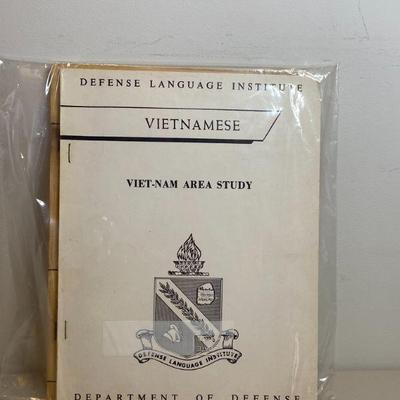 DEFENSE LANGUAGE INSTITUTE
VIETNAMESE
VIET-NAM AREA STUDY
DEFENSE LANGUAGE INSTITUTE
DEPARTMENT OF DEFENSE